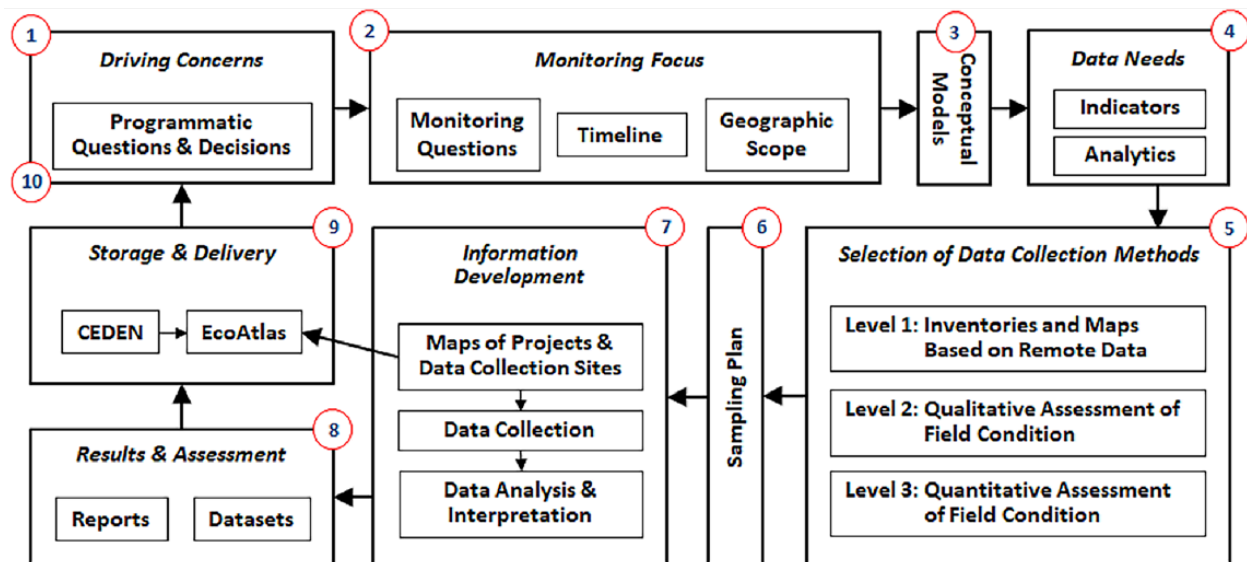 1
Driving Concerns
Programmatic
Questions & Decisions
10
2
Monitoring Focus
Monitoring
Questions
Timeline
Geographic
Scope
3
Conceptual
Models
4
Data Needs
Indicators
Analytics
5
Selection of Data Collection Methods
Level 1: Inventories and Maps
Based on Remote Data
Level 2: Qualitative Assessment of
Field Condition
Level 3: Quantitative Assessment
of Field Condition
6
Sampling Plan
7
Information
Development
Maps of Projects &
Data Collection Sites
Data Collection
Data Analysis &
Interpretation
8
Results & Assessment
Reports
Datasets
9
Storage & Delivery
CEDEN
EcoAtlas